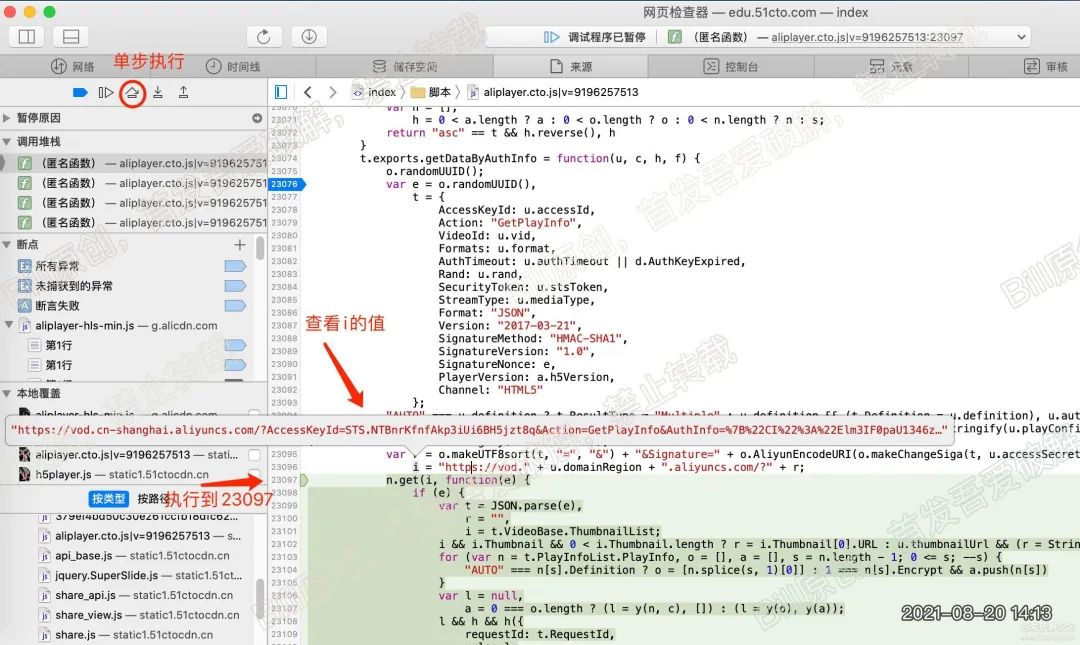 网页检查器 — edu.51cto.com — index
调试程序已暂停
f (匿名函数) — aliplayer.cto.js|v=9196257513:23097
网络
单步执行
时间线
储存空间
来源
控制台
元素
审核
index
脚本
aliplayer.cto.js|v=9196257513
暂停原因
调用堆栈
f (匿名函数) — aliplayer.cto.js|v=919625751
f (匿名函数) — aliplayer.cto.js|v=919625751
f (匿名函数) — aliplayer.cto.js|v=919625751
f (匿名函数) — aliplayer.cto.js|v=919625751
断点
所有异常
未捕获到的异常
断言失败
aliplayer-hls-min.js — g.alicdn.com
第1行
第1行
本地覆盖
aliplayer-hls-min.js — g.alicdn.com
aliplayer.cto.js|v=9196257513 — stati...
h5player.js — static1.51ctocdn.cn
按类型
按路径
执行到23097
aliplayer.cto.js|v=9196257513 — s...
api_base.js — static1.51ctocdn.cn
jquery.SuperSlide.js — static1.51ct...
share_api.js — static1.51ctocdn.cn
share_view.js — static1.51ctocdn.cn
share.js — static1.51ctocdn.cn
23070 var n = [],
23071 h = 0 < a.length ? a : 0 < o.length ? o : 0 < n.length ? n : s;
23072 return "asc" == t && h.reverse(), h
23073 }
23074 t.exports.getDataByAuthInfo = function(u, c, h, f) {
23075 o.randomUUID();
23076 var e = o.randomUUID(),
23077 t = {
23078 AccessKeyId: u.accessId,
23079 Action: "GetPlayInfo",
23080 VideoId: u.vid,
23081 Formats: u.format,
23082 AuthTimeout: u.authTimeout || d.AuthKeyExpired,
23083 Rand: u.rand,
23084 SecurityToken: u.stsToken,
23085 StreamType: u.mediaType,
23086 Format: "JSON",
23087 Version: "2017-03-21",
23088 SignatureMethod: "HMAC-SHA1",
23089 SignatureVersion: "1.0",
23090 SignatureNonce: e,
23091 PlayerVersion: a.h5Version,
23092 Channel: "HTML5"
23093 };
查看i的值
23094 "AUTO" === u.definition ? t.ResultType = "Multiple" : u.definition && (t.Definition = u.definition), u.aut
"https://vod.cn-shanghai.aliyuncs.com/?AccessKeyId=STS.NTBnrKfnfAkp3iUi6BH5jzt8q&Action=GetPlayInfo&AuthInfo=%7B%22CI%22%3A%22Elm3IF0paU1346z…"
stringify(u.playConfi
23095 var r = o.makeUTF8sort(t, "=", "&") + "&Signature=" + o.AliyunEncodeURI(o.makeChangeSiga(t, u.accessSecret
23096 i = "https://vod." + u.domainRegion + ".aliyuncs.com/?" + r;
23097 n.get(i, function(e) {
23098 if (e) {
23099 var t = JSON.parse(e),
23100 r = "",
23101 i = t.VideoBase.ThumbnailList;
23102 i && i.Thumbnail && 0 < i.Thumbnail.length ? r = i.Thumbnail[0].URL : u.thumbnailUrl && (r = Strin
23103 for (var n = t.PlayInfoList.PlayInfo, o = [], a = [], s = n.length - 1; 0 <= s; --s) {
23104 "AUTO" === n[s].Definition ? o = [n.splice(s, 1)[0]] : 1 === n[s].Encrypt && a.push(n[s])
23105 }
23106 var l = null,
23107 a = 0 === o.length ? (l = y(n, c), []) : (l = y(o), y(a));
23108 l && h && h({
23109 requestId: t.RequestId,
2021-08-20 14:13
Bill原创,首发吾爱破解,禁止转载